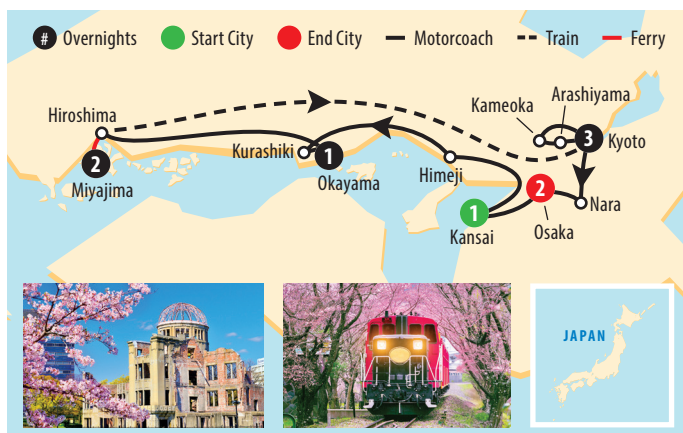 # Overnights Start City End City Motorcoach Train Ferry
Arashiyama
Kameoka
Hiroshima
3 Kyoto
Kurashiki
1
2
Miyajima
Okayama
Himeji
2
1
Nara
Kansai
Osaka
JAPAN